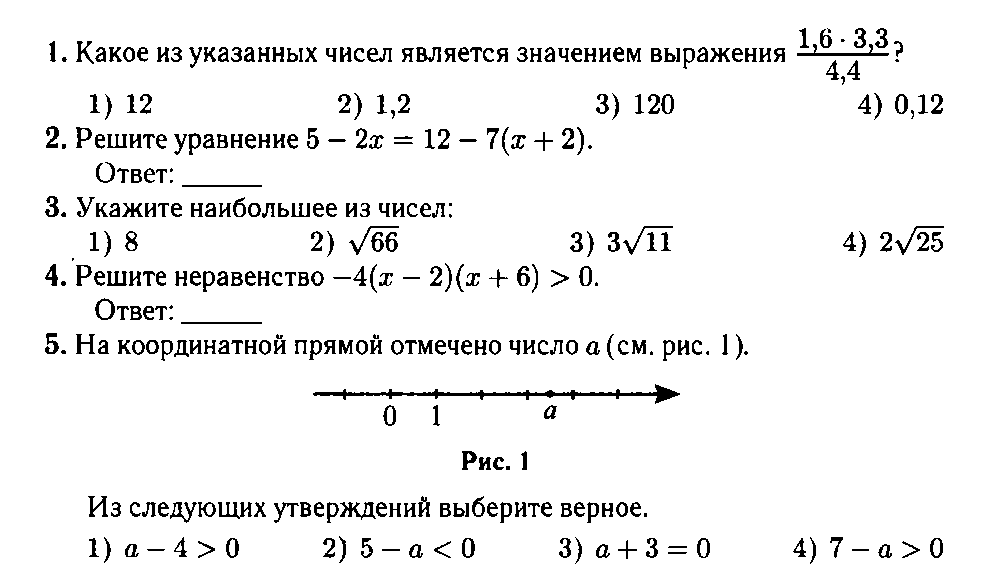 1. Какое из указанных чисел является значением выражения \frac{1,6 · 3,3}{4,4}?
1) 12 2) 1,2 3) 120 4) 0,12
2. Решите уравнение 5 − 2x = 12 − 7(x + 2).
Ответ: ______
3. Укажите наибольшее из чисел:
1) 8 2) √66 3) 3√11 4) 2√25
4. Решите неравенство −4(x − 2)(x + 6) > 0.
Ответ: ______
5. На координатной прямой отмечено число a (см. рис. 1).
0 1 a
Рис. 1
Из следующих утверждений выберите верное.
1) a − 4 > 0 2) 5 − a < 0 3) a + 3 = 0 4) 7 − a > 0